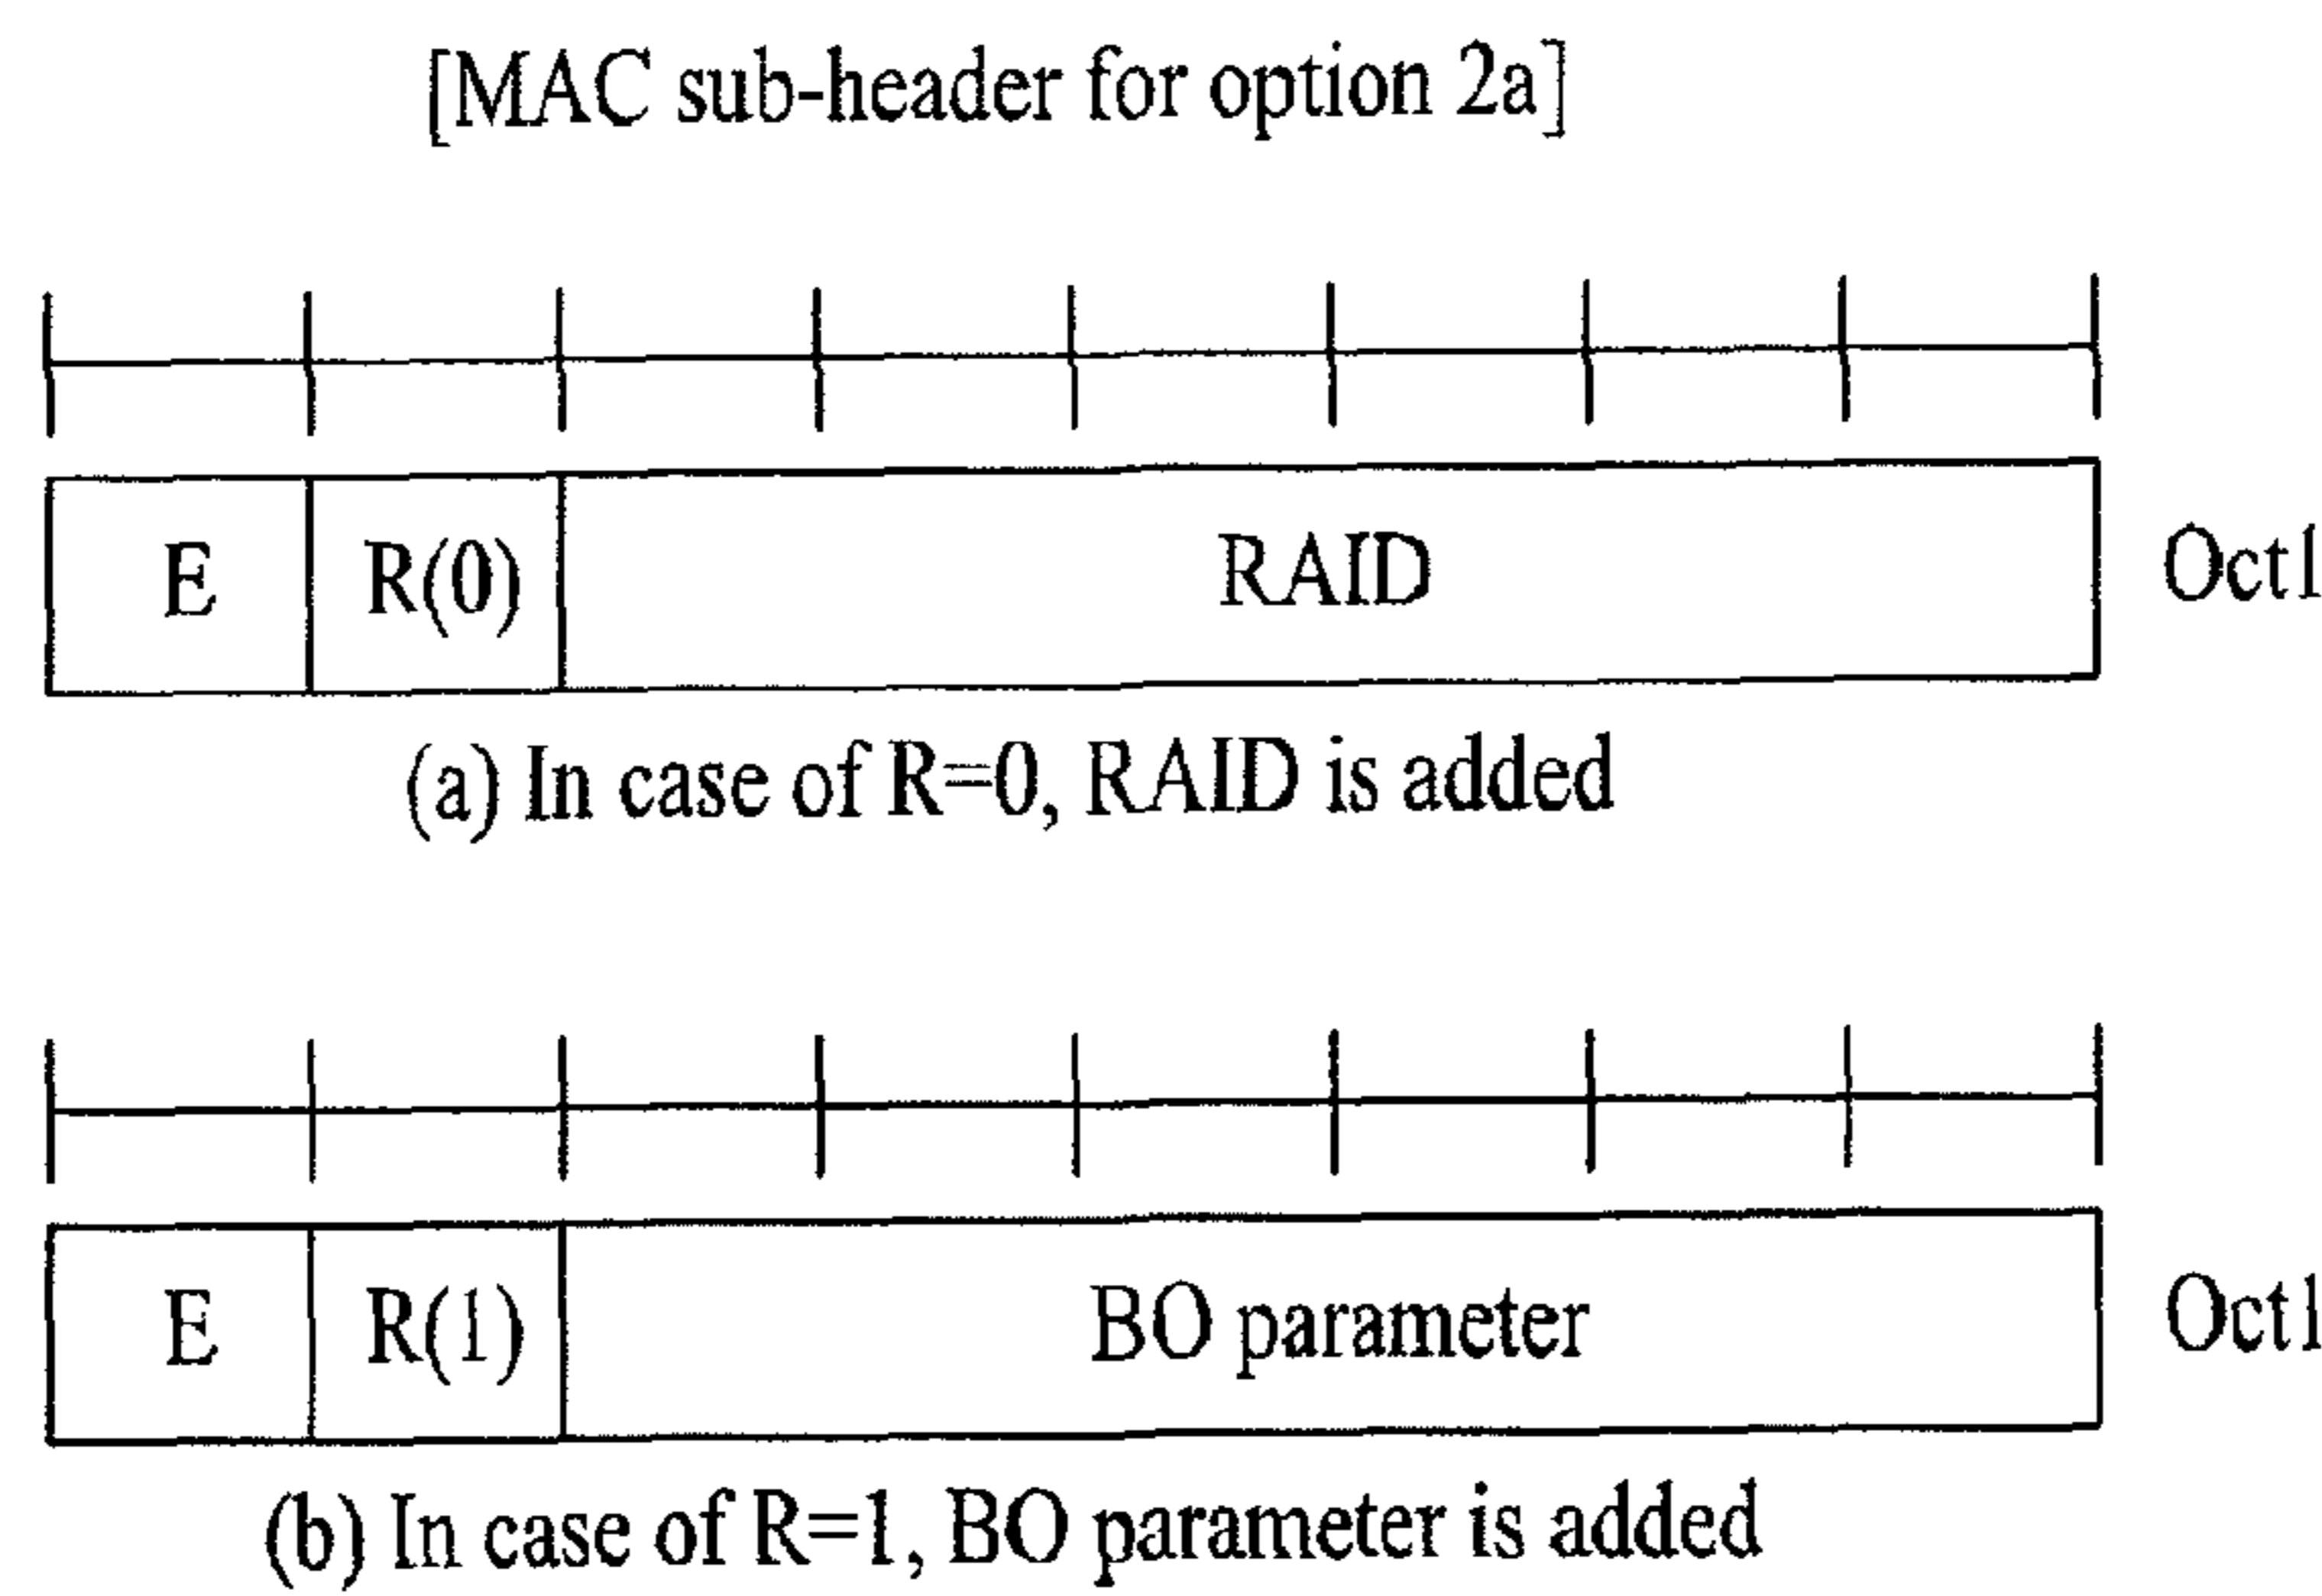 [MAC sub-header for option 2a]
E R(0) RAID Oct1
(a) In case of R=0, RAID is added
E R(1) BO parameter Oct1
(b) In case of R=1, BO parameter is added